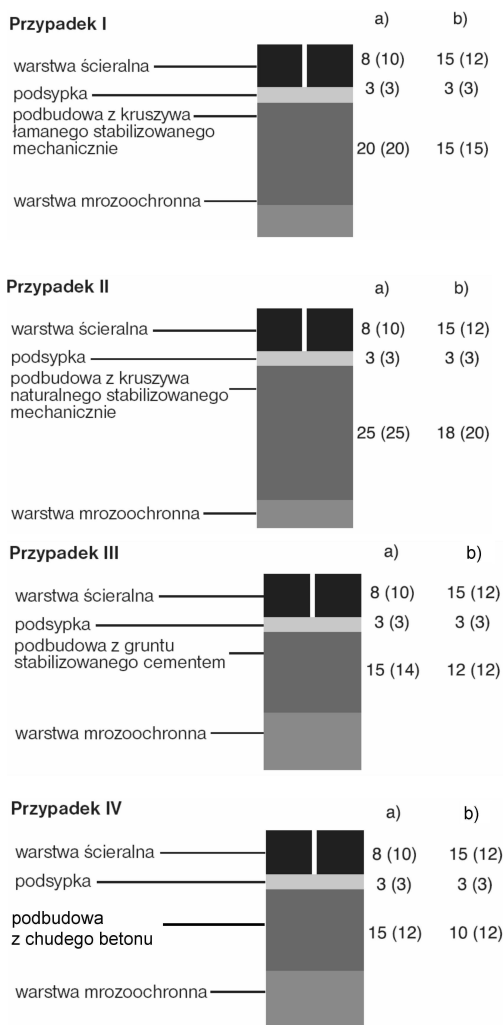 Przypadek I
a) b)
warstwa ścieralna 8 (10) 15 (12)
podsypka 3 (3) 3 (3)
podbudowa z kruszywa
łamanego stabilizowanego
mechanicznie 20 (20) 15 (15)
warstwa mrozoochronna
Przypadek II
a) b)
warstwa ścieralna 8 (10) 15 (12)
podsypka 3 (3) 3 (3)
podbudowa z kruszywa
naturalnego stabilizowanego
mechanicznie
25 (25) 18 (20)
warstwa mrozoochronna
Przypadek III
a) b)
warstwa ścieralna 8 (10) 15 (12)
podsypka 3 (3) 3 (3)
podbudowa z gruntu
stabilizowanego cementem
15 (14) 12 (12)
warstwa mrozoochronna
Przypadek IV
a) b)
warstwa ścieralna 8 (10) 15 (12)
podsypka 3 (3) 3 (3)
podbudowa
z chudego betonu 15 (12) 10 (12)
warstwa mrozoochronna